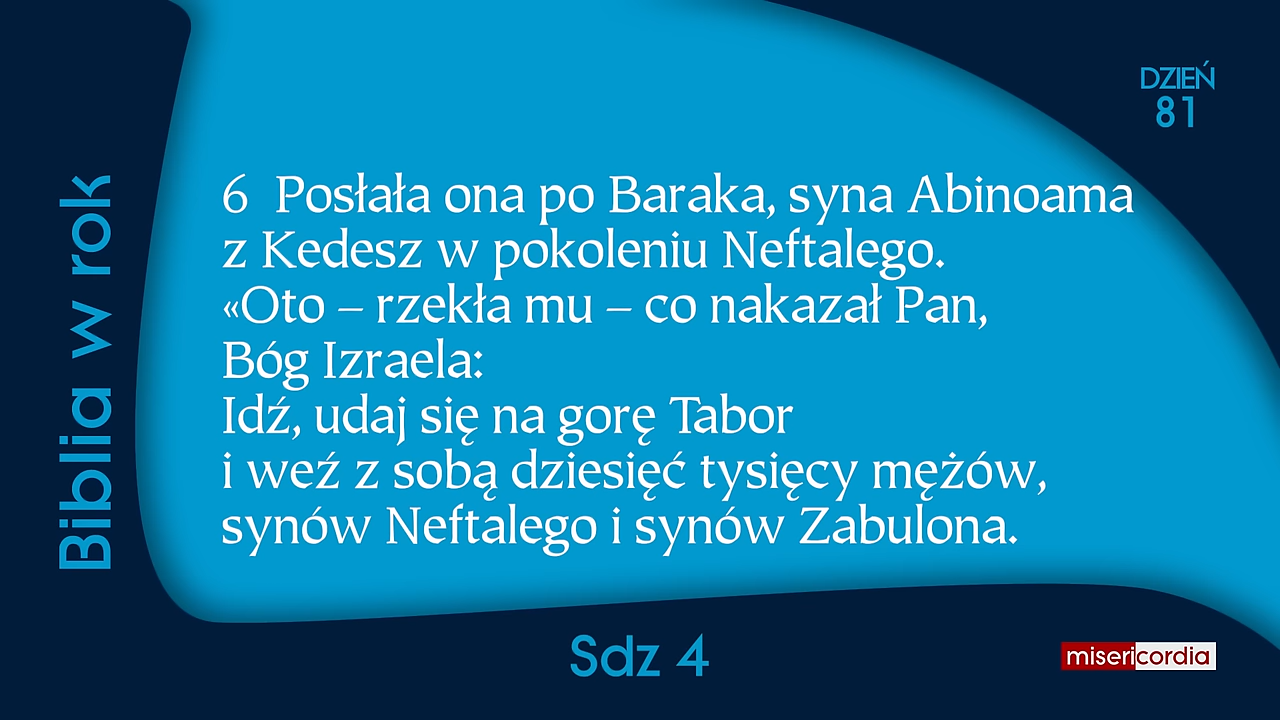 DZIEŃ
81
Biblia w rok
6 Posłała ona po Baraka, syna Abinoama
z Kedesz w pokoleniu Neftalego.
«Oto – rzekła mu – co nakazał Pan,
Bóg Izraela:
Idź, udaj się na gorę Tabor
i weź z sobą dziesięć tysięcy mężów,
synów Neftalego i synów Zabulona.
Sdz 4
misericordia